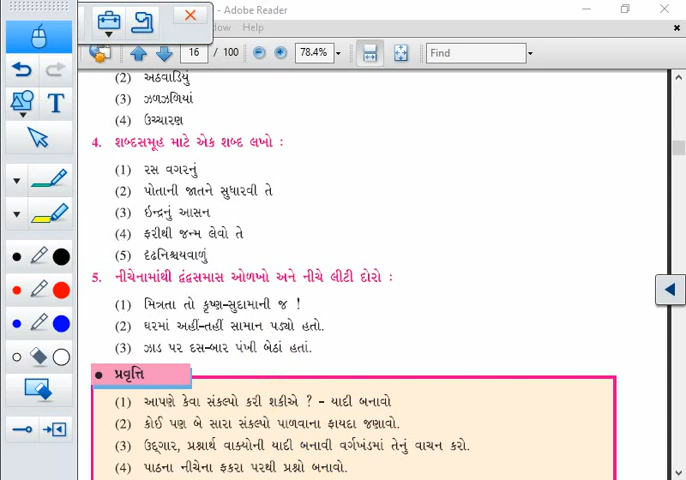 - Adobe Reader
dow Help
16 / 100 78.4% Find
(2) અઠવાડિયું
(3) ઝળઝળિયાં
(4) ઉચ્ચારણ
4. શબ્દસમૂહ માટે એક શબ્દ લખો :
(1) રસ વગરનું
(2) પોતાની જાતને સુધારવી તે
(3) ઇન્દ્રનું આસન
(4) ફરીથી જન્મ લેવો તે
(5) દૃઢનિશ્ચયવાળું
5. નીચેનામાંથી દ્વંદ્વસમાસ ઓળખો અને નીચે લીટી દોરો :
(1) મિત્રતા તો કૃષ્ણ-સુદામાની જ !
(2) ઘરમાં અહીં-તહીં સામાન પડ્યો હતો.
(3) ઝાડ પર દસ-બાર પંખી બેઠાં હતાં.
• પ્રવૃત્તિ
(1) આપણે કેવા સંકલ્પો કરી શકીએ ? – યાદી બનાવો
(2) કોઈ પણ બે સારા સંકલ્પો પાળવાના ફાયદા જણાવો.
(3) ઉદ્ગાર, પ્રશ્નાર્થ વાક્યોની યાદી બનાવી વર્ગખંડમાં તેનું વાચન કરો.
(4) પાઠના નીચેના ફકરા પરથી પ્રશ્નો બનાવો.